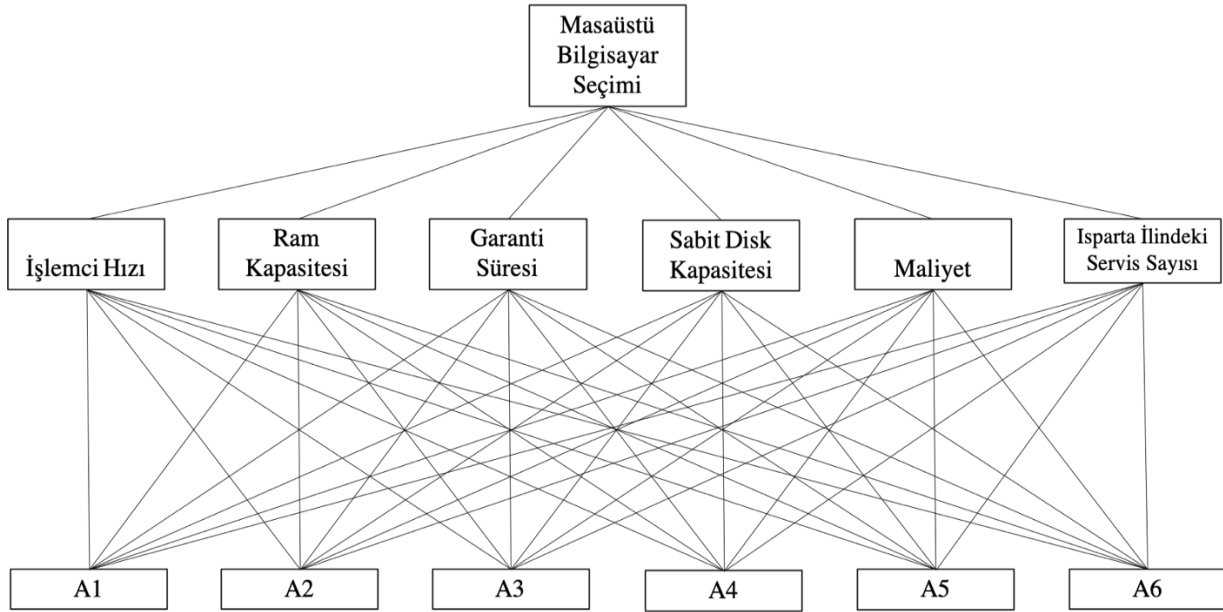 Masaüstü
Bilgisayar
Seçimi
İşlemci Hızı
Ram
Kapasitesi
Garanti
Süresi
Sabit Disk
Kapasitesi
Maliyet
Isparta İlindeki
Servis Sayısı
A1
A2
A3
A4
A5
A6